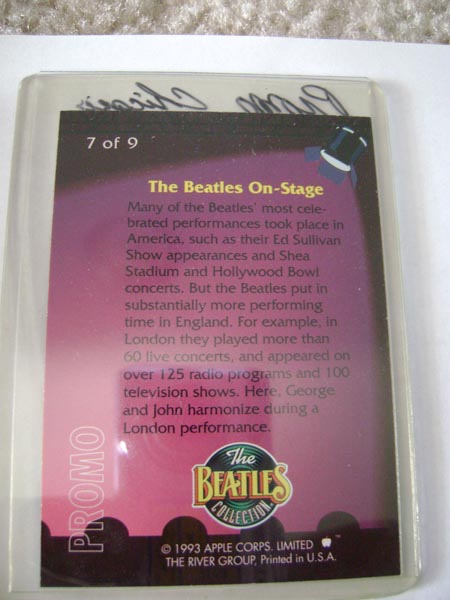 7 of 9
The Beatles On-Stage
Many of the Beatles' most cele-
brated performances took place in
America, such as their Ed Sullivan
Show appearances and Shea
Stadium and Hollywood Bowl
concerts. But the Beatles put in
substantially more performing
time in England. For example, in
London they played more than
60 live concerts, and appeared on
over 125 radio programs and 100
television shows. Here, George
and John harmonize during a
London performance.
PROMO
The
BEATLES
COLLECTION
© 1993 APPLE CORPS. LIMITED
THE RIVER GROUP, Printed in U.S.A.